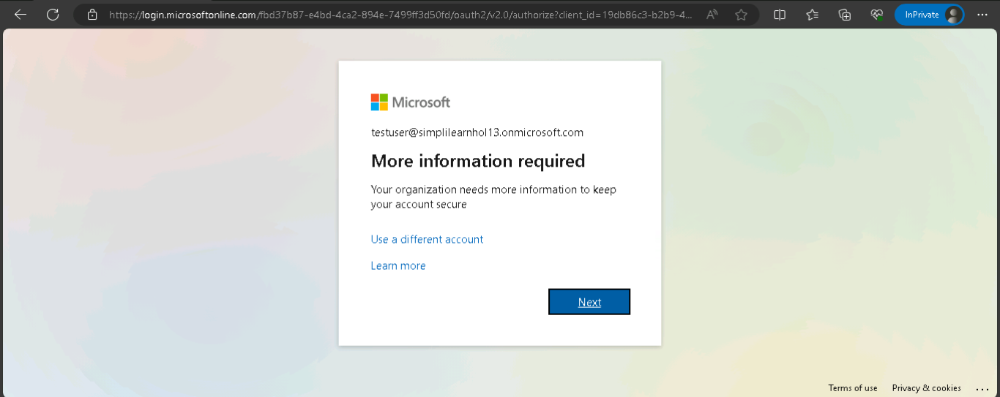 https://login.microsoftonline.com/fbd37b87-e4bd-4ca2-894e-7499ff3d50fd/oauth2/v2.0/authorize?client_id=19db86c3-b2b9-4...
InPrivate
Microsoft
testuser@simplilearnhol13.onmicrosoft.com
More information required
Your organization needs more information to keep
your account secure
Use a different account
Learn more
Next
Terms of use Privacy & cookies ...